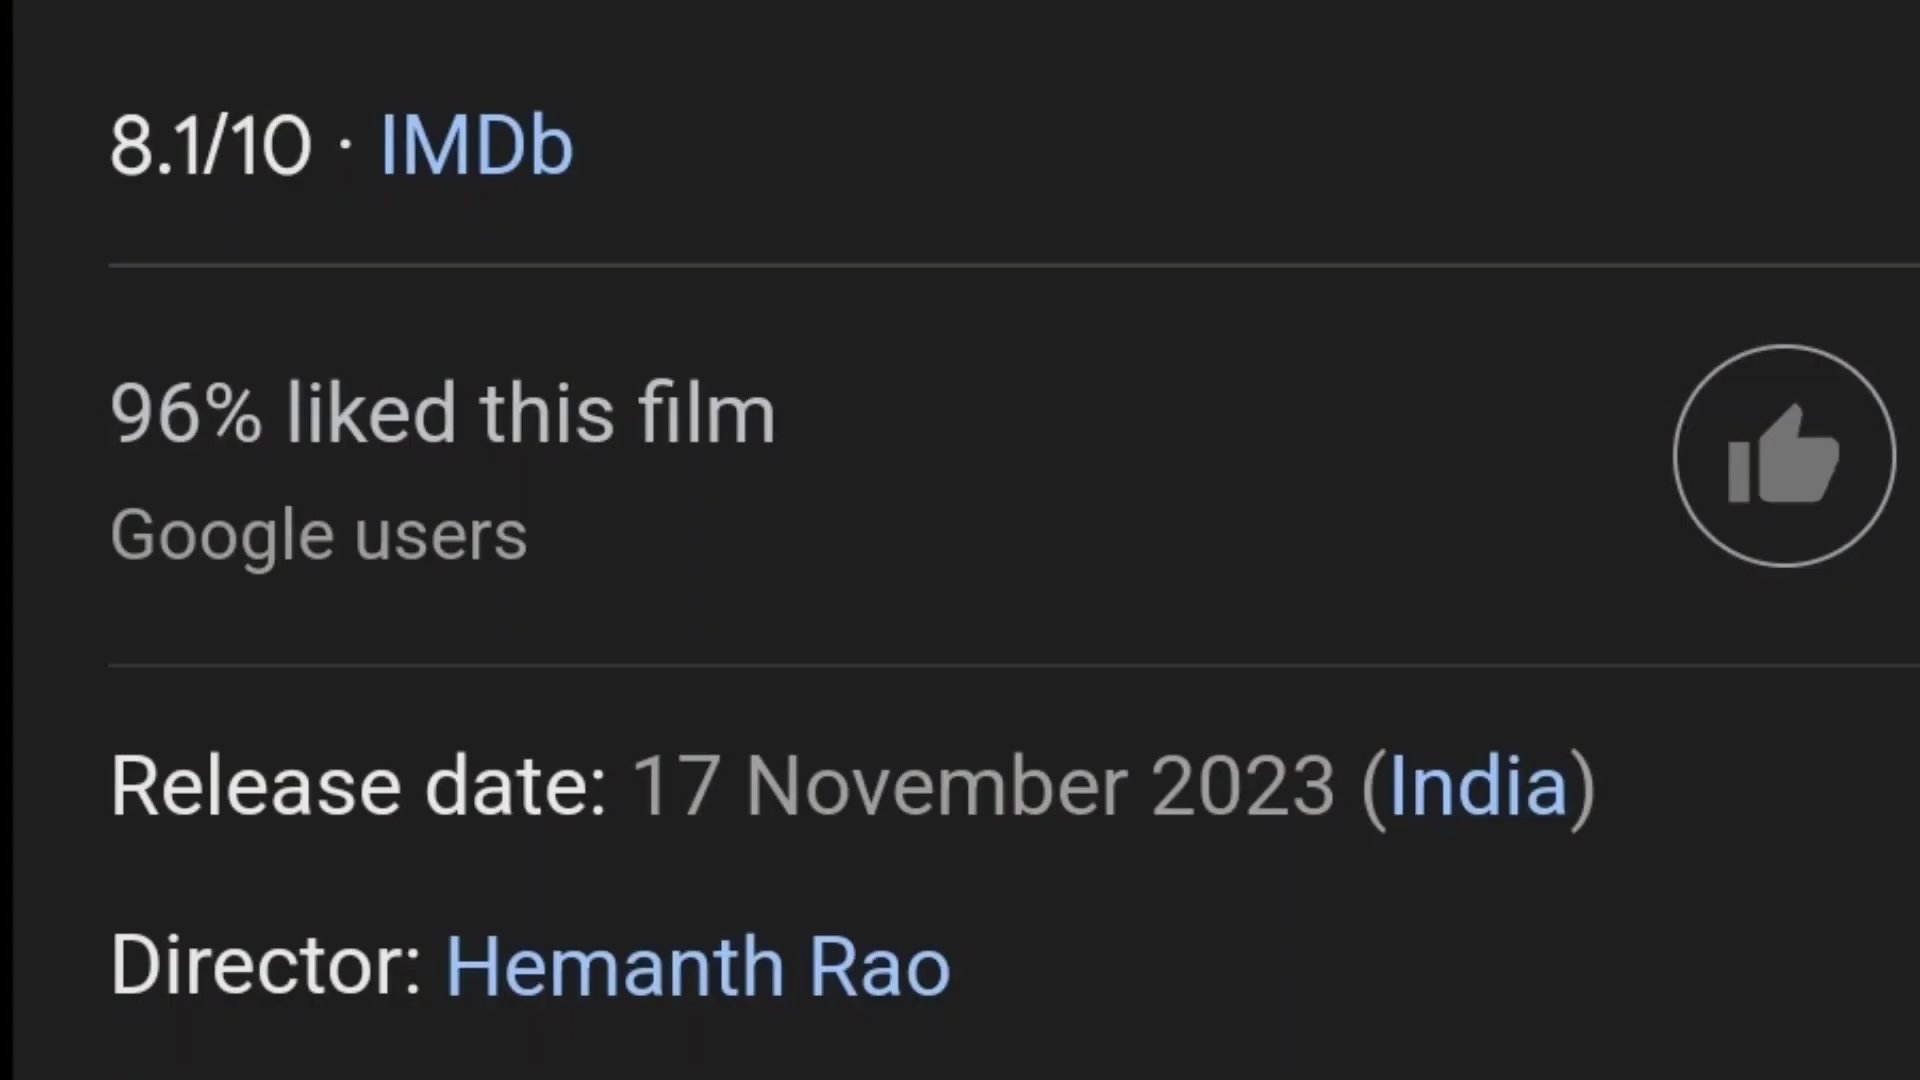 8.1/10 · IMDb
96% liked this film
Google users
Release date: 17 November 2023 (India)
Director: Hemanth Rao